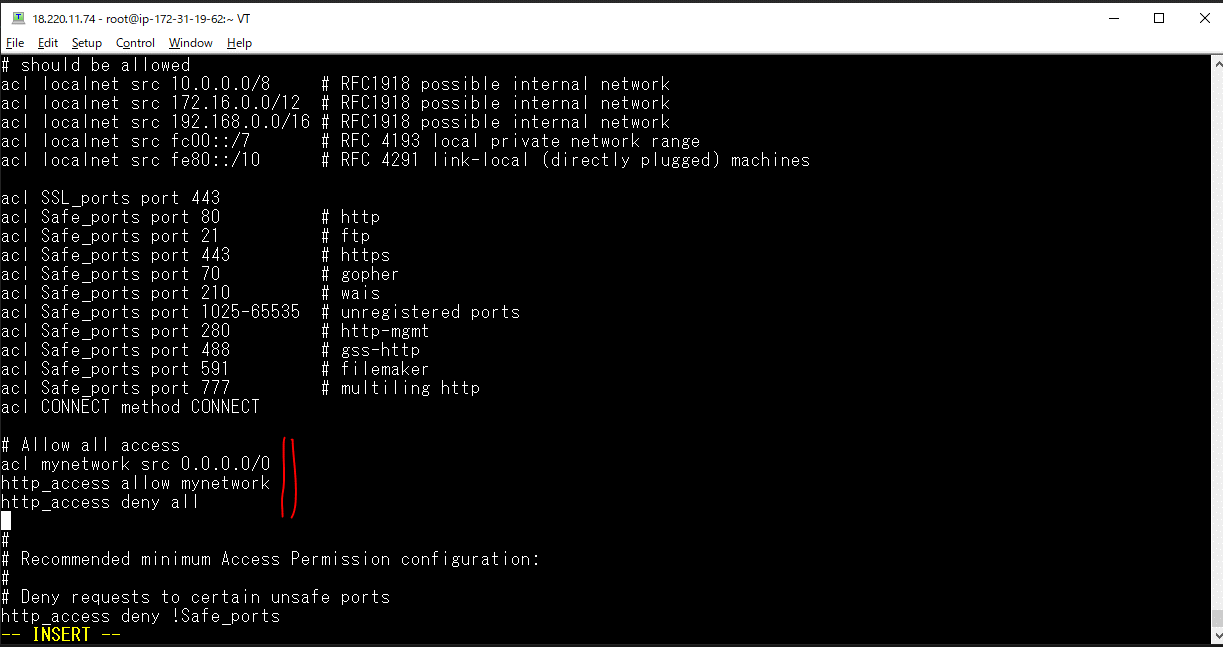 18.220.11.74 - root@ip-172-31-19-62:~ VT
File Edit Setup Control Window Help
# should be allowed
acl localnet src 10.0.0.0/8     # RFC1918 possible internal network
acl localnet src 172.16.0.0/12  # RFC1918 possible internal network
acl localnet src 192.168.0.0/16 # RFC1918 possible internal network
acl localnet src fc00::/7       # RFC 4193 local private network range
acl localnet src fe80::/10      # RFC 4291 link-local (directly plugged) machines
acl SSL_ports port 443
acl Safe_ports port 80          # http
acl Safe_ports port 21          # ftp
acl Safe_ports port 443         # https
acl Safe_ports port 70          # gopher
acl Safe_ports port 210         # wais
acl Safe_ports port 1025-65535  # unregistered ports
acl Safe_ports port 280         # http-mgmt
acl Safe_ports port 488         # gss-http
acl Safe_ports port 591         # filemaker
acl Safe_ports port 777         # multiling http
acl CONNECT method CONNECT
# Allow all access
acl mynetwork src 0.0.0.0/0
http_access allow mynetwork
http_access deny all
#
# Recommended minimum Access Permission configuration:
#
# Deny requests to certain unsafe ports
http_access deny !Safe_ports
-- INSERT --